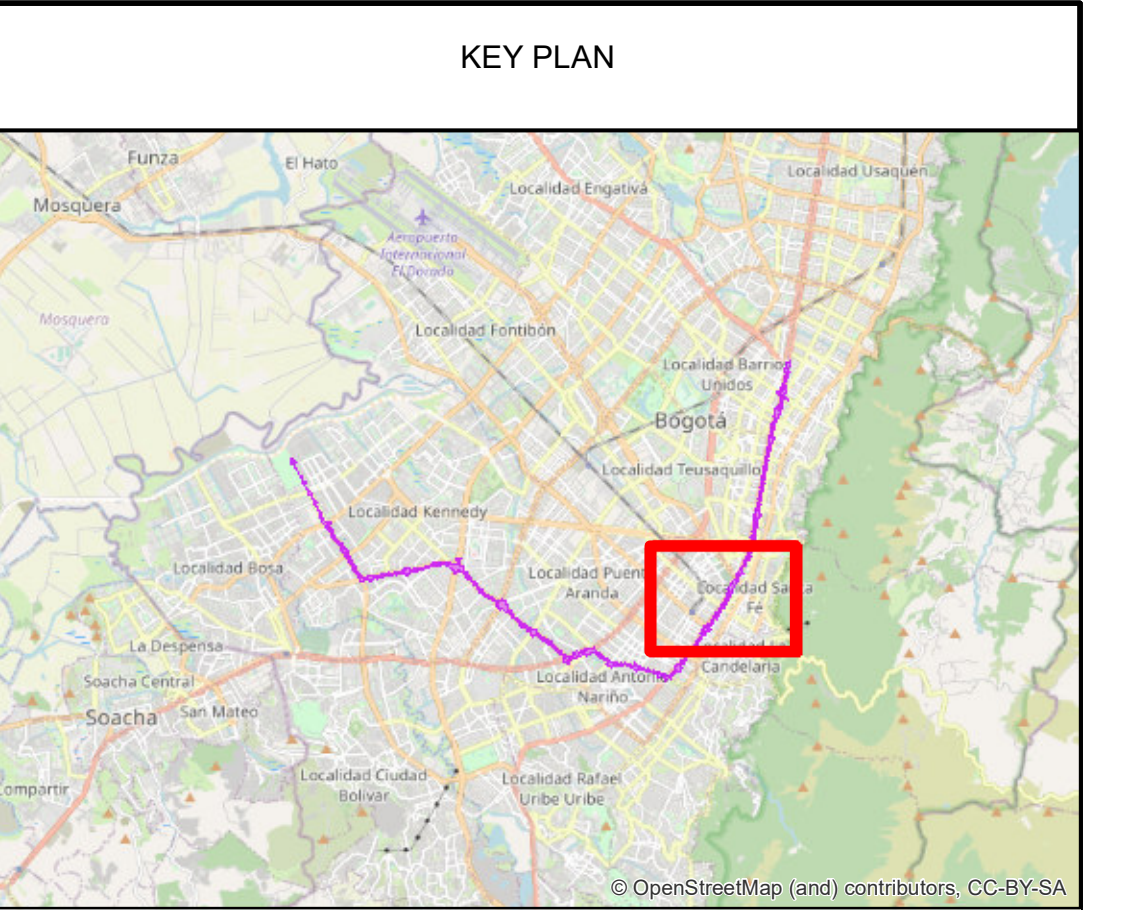 KEY PLAN
Funza
El Hato
Localidad Usaquén
Localidad Engativá
Mosquera
Aeropuerto
Internacional
El Dorado
Mosquera
Localidad Fontibón
Localidad Barrios
Unidos
Bogotá
Localidad Teusaquillo
Localidad Kennedy
Localidad Bosa
Localidad Puente
Aranda
Localidad Santa
Fé
La Despensa
Localidad La
Candelaria
Soacha Central
Localidad Antonio
Nariño
Soacha
San Mateo
Localidad Ciudad
Bolívar
Localidad Rafael
Uribe Uribe
ompartir
© OpenStreetMap (and) contributors, CC-BY-SA